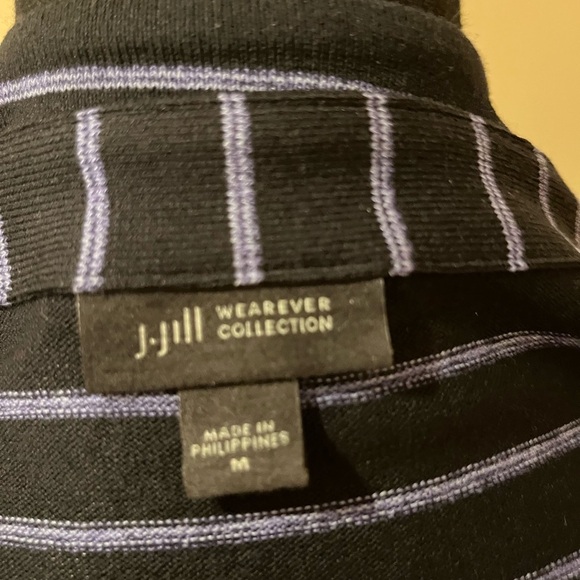 J.Jill WEAREVER
COLLECTION
MADE IN
PHILIPPINES
M